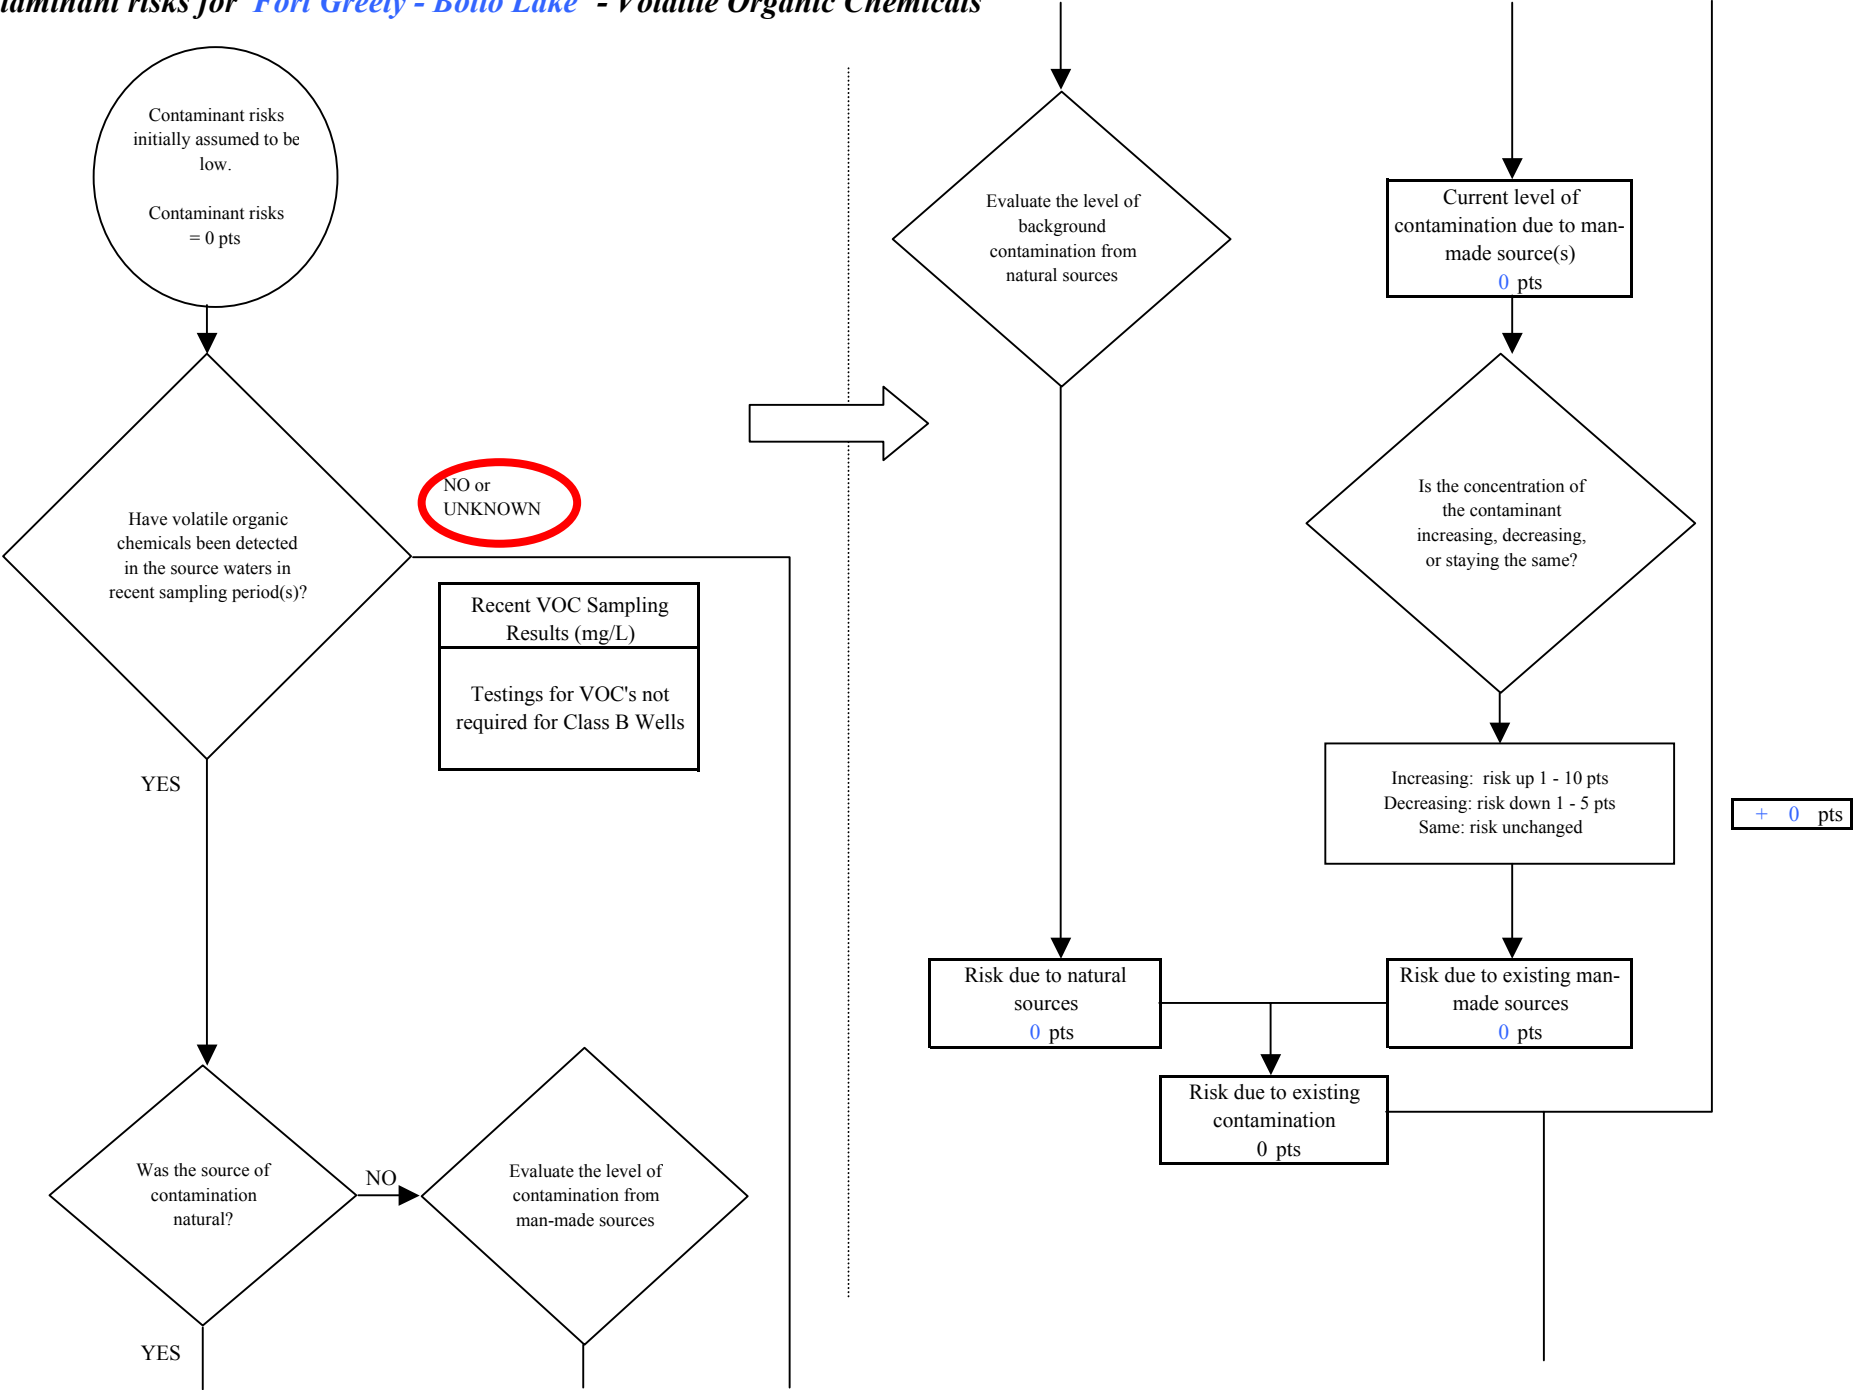 taminant risks for Fort Greely - Bolio Lake - Volatile Organic Chemicals
Contaminant risks
initially assumed to be
low.
Contaminant risks
= 0 pts
Have volatile organic
chemicals been detected
in the source waters in
recent sampling period(s)?
NO or
UNKNOWN
Recent VOC Sampling
Results (mg/L)
Testings for VOC's not
required for Class B Wells
YES
Was the source of
contamination
natural?
NO
Evaluate the level of
contamination from
man-made sources
YES
Evaluate the level of
background
contamination from
natural sources
Current level of
contamination due to man-
made source(s)
0 pts
Is the concentration of
the contaminant
increasing, decreasing,
or staying the same?
Increasing: risk up 1 - 10 pts
Decreasing: risk down 1 - 5 pts
Same: risk unchanged
+ 0 pts
Risk due to natural
sources
0 pts
Risk due to existing man-
made sources
0 pts
Risk due to existing
contamination
0 pts